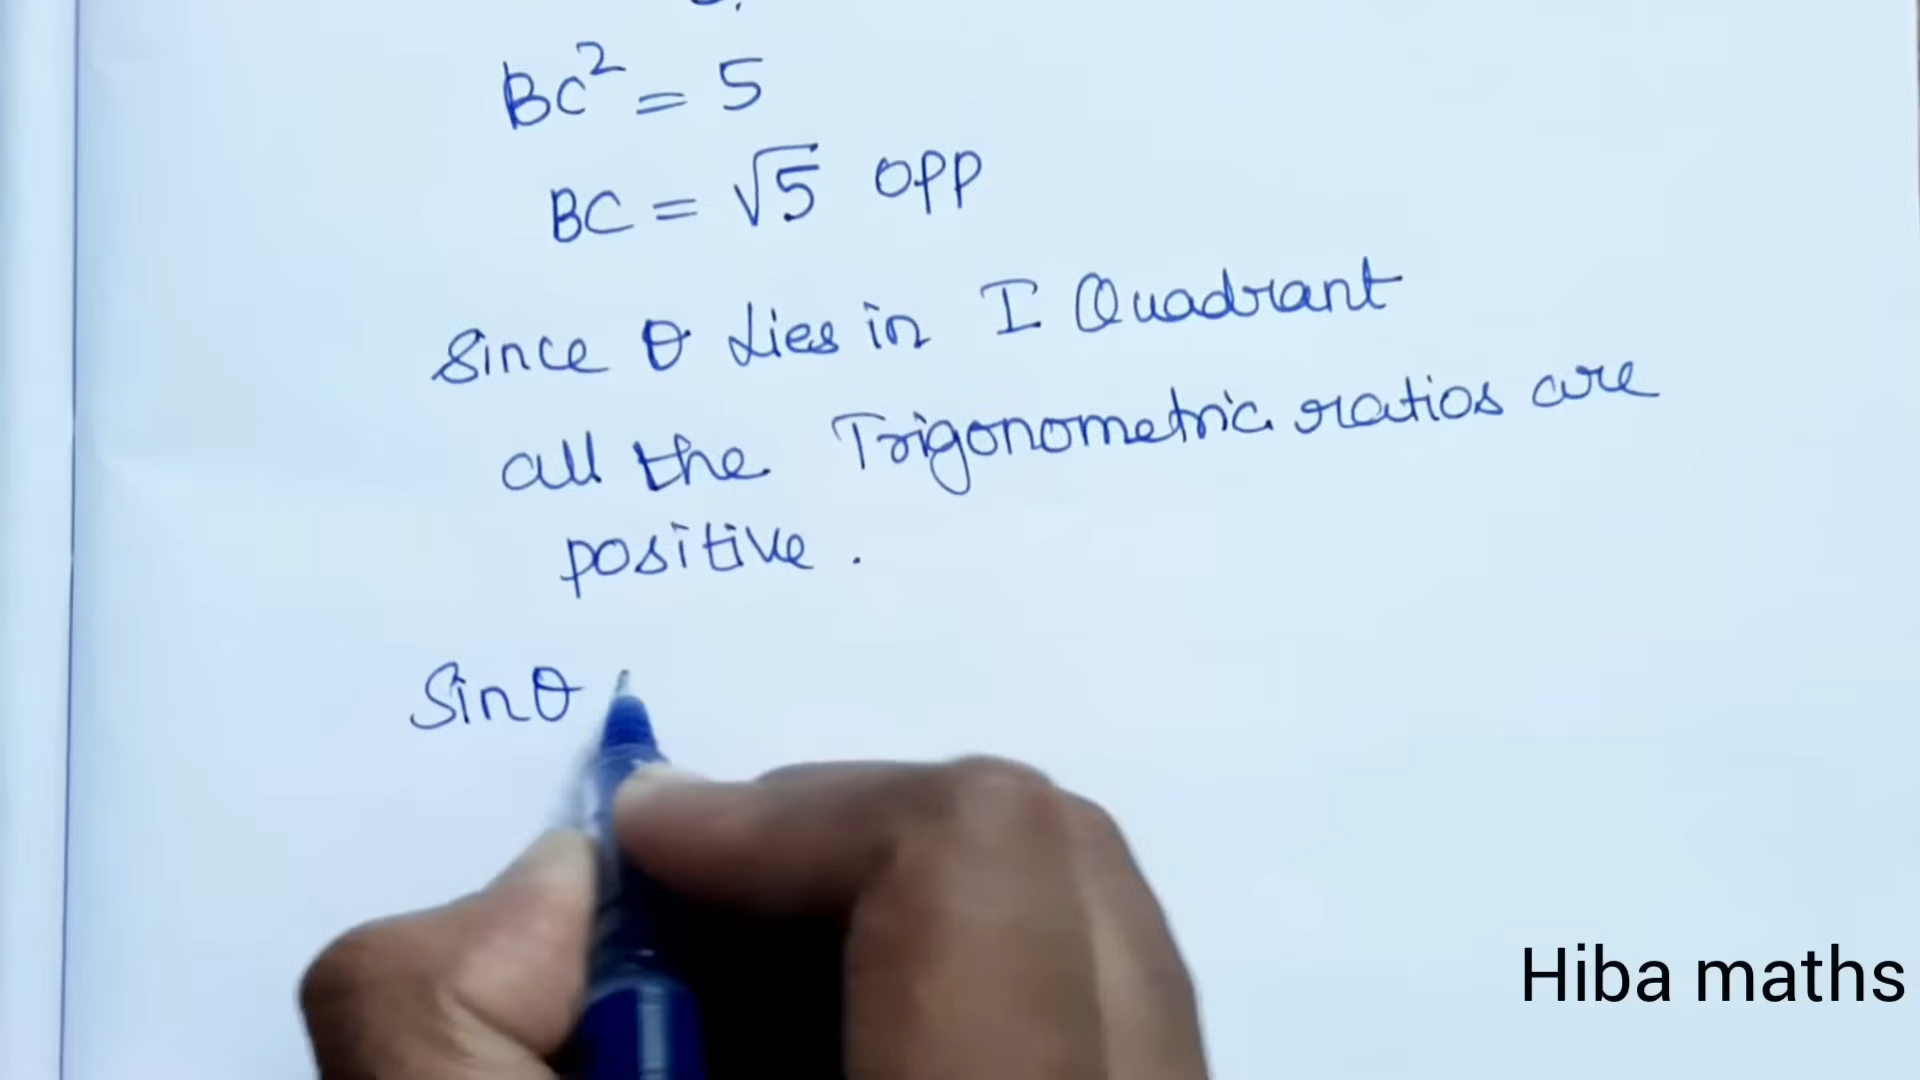 BC² = 5
BC = √5 opp
Since θ Lies in I Quadrant
all the Trigonometric ratios are
positive.
Sinθ
Hiba maths